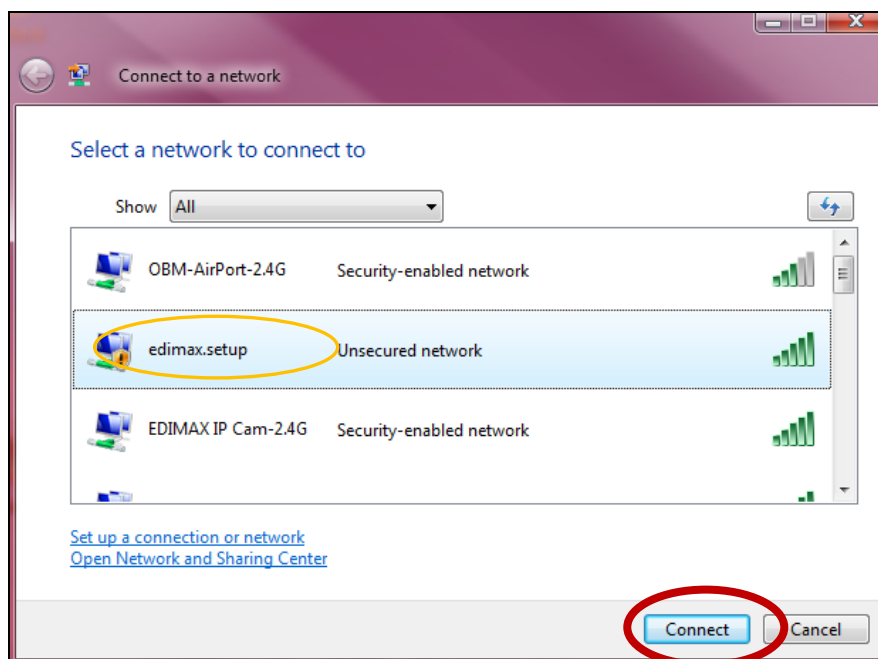 Connect to a network
Select a network to connect to
Show All
OBM-AirPort-2.4G Security-enabled network
edimax.setup Unsecured network
EDIMAX IP Cam-2.4G Security-enabled network
Set up a connection or network
Open Network and Sharing Center
Connect Cancel